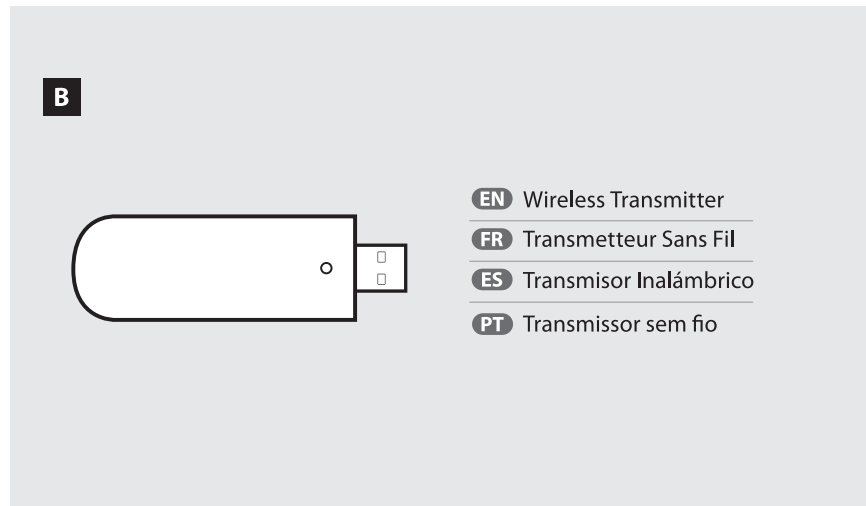 B
EN Wireless Transmitter
FR Transmetteur Sans Fil
ES Transmisor Inalámbrico
PT Transmissor sem fio